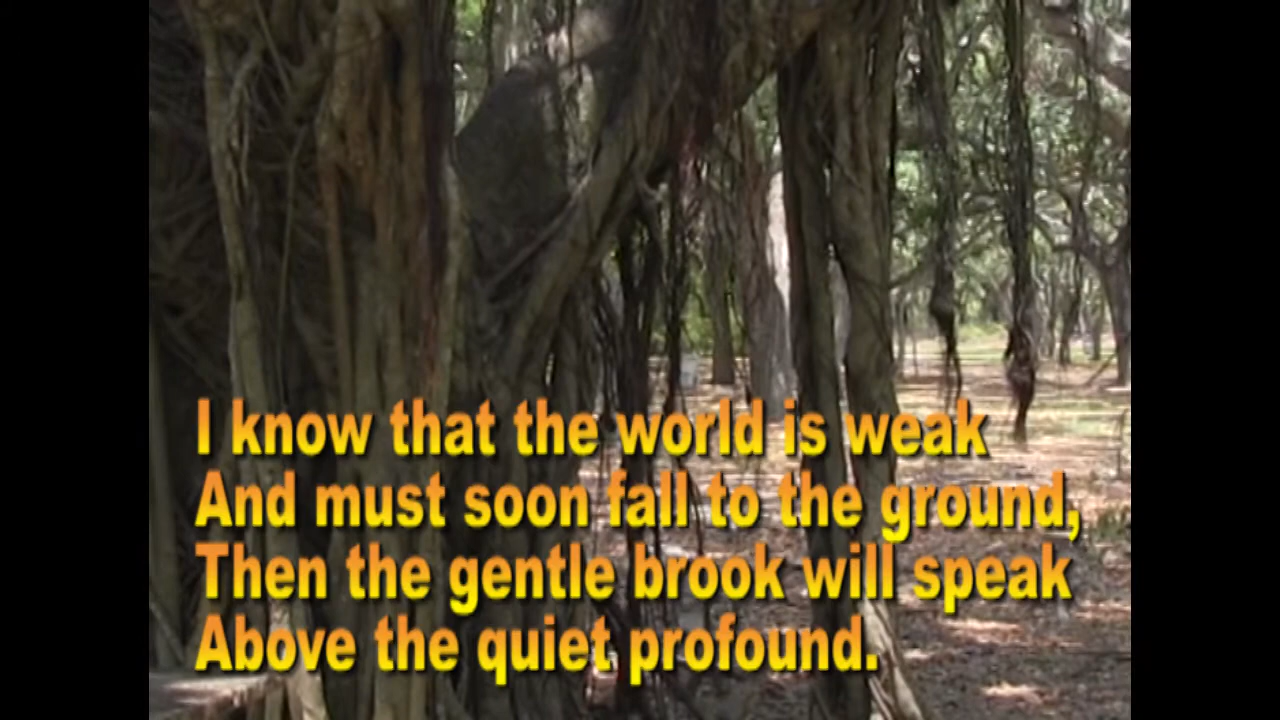 I know that the world is weak
And must soon fall to the ground,
Then the gentle brook will speak
Above the quiet profound.